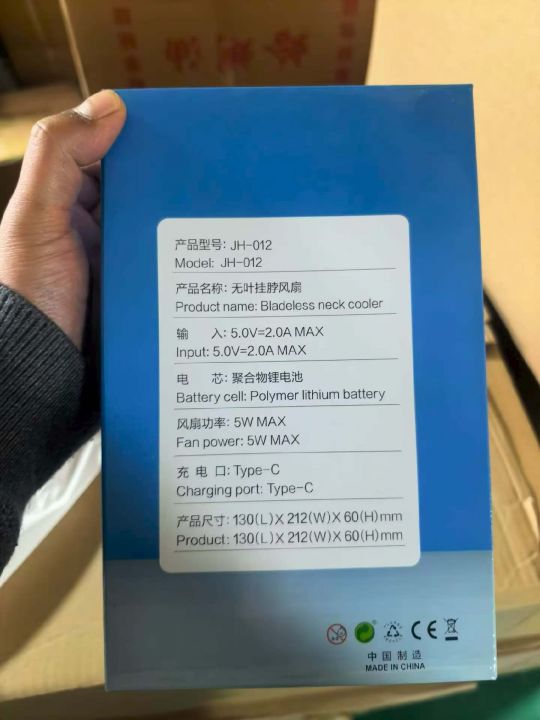 产品型号: JH-012
Model: JH-012
产品名称: 无叶挂脖风扇
Product name: Bladeless neck cooler
输 入: 5.0V=2.0A MAX
Input: 5.0V=2.0A MAX
电 芯: 聚合物锂电池
Battery cell: Polymer lithium battery
风扇功率: 5W MAX
Fan power: 5W MAX
充 电 口: Type-C
Charging port: Type-C
产品尺寸: 130(L)X 212(W)X 60(H)mm
Product: 130(L)X 212(W)X 60(H)mm
CE
中 国 制 造
MADE IN CHINA